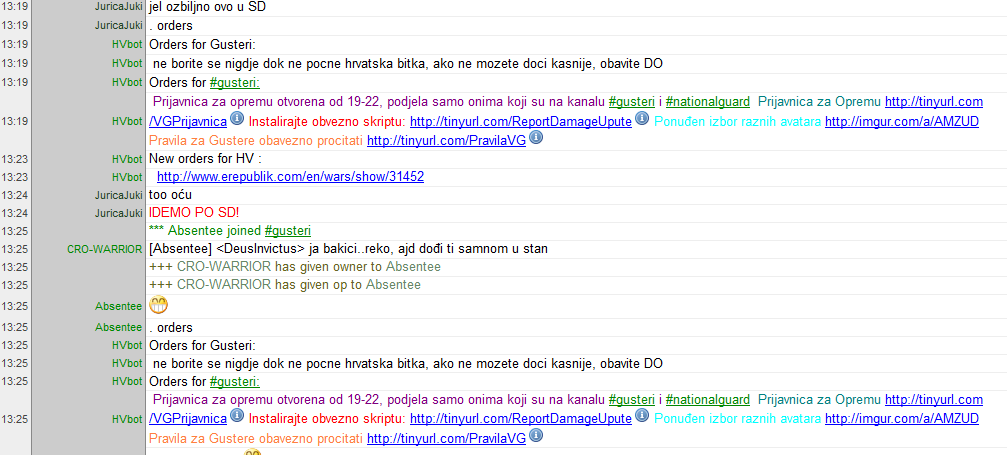 13:19 JuricaJuki jel ozbiljno ovo u SD
13:19 JuricaJuki . orders
13:19 HVbot Orders for Gusteri:
13:19 HVbot ne borite se nigdje dok ne pocne hrvatska bitka, ako ne mozete doci kasnije, obavite DO
13:19 HVbot Orders for #gusteri:
Prijavnica za opremu otvorena od 19-22, podjela samo onima koji su na kanalu #gusteri i #nationalguard Prijavnica za Opremu http://tinyurl.com
13:19 HVbot /VGPrijavnica Instalirajte obvezno skriptu: http://tinyurl.com/ReportDamageUpute Ponuđen izbor raznih avatara http://imgur.com/a/AMZUD
Pravila za Gustere obavezno procitati http://tinyurl.com/PravilaVG
13:23 HVbot New orders for HV :
13:23 HVbot http://www.erepublik.com/en/wars/show/31452
13:24 JuricaJuki too oću
13:24 JuricaJuki IDEMO PO SD!
13:25 *** Absentee joined #gusteri
13:25 CRO-WARRIOR [Absentee] <DeusInvictus> ja bakici..reko, ajd dođi ti samnom u stan
13:25 +++ CRO-WARRIOR has given owner to Absentee
13:25 +++ CRO-WARRIOR has given op to Absentee
13:25 Absentee
13:25 Absentee . orders
13:25 HVbot Orders for Gusteri:
13:25 HVbot ne borite se nigdje dok ne pocne hrvatska bitka, ako ne mozete doci kasnije, obavite DO
13:25 HVbot Orders for #gusteri:
Prijavnica za opremu otvorena od 19-22, podjela samo onima koji su na kanalu #gusteri i #nationalguard Prijavnica za Opremu http://tinyurl.com
13:25 HVbot /VGPrijavnica Instalirajte obvezno skriptu: http://tinyurl.com/ReportDamageUpute Ponuđen izbor raznih avatara http://imgur.com/a/AMZUD
Pravila za Gustere obavezno procitati http://tinyurl.com/PravilaVG